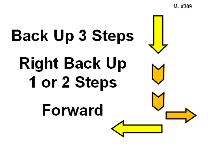 Back Up 3 Steps
Right Back Up
1 or 2 Steps
Forward